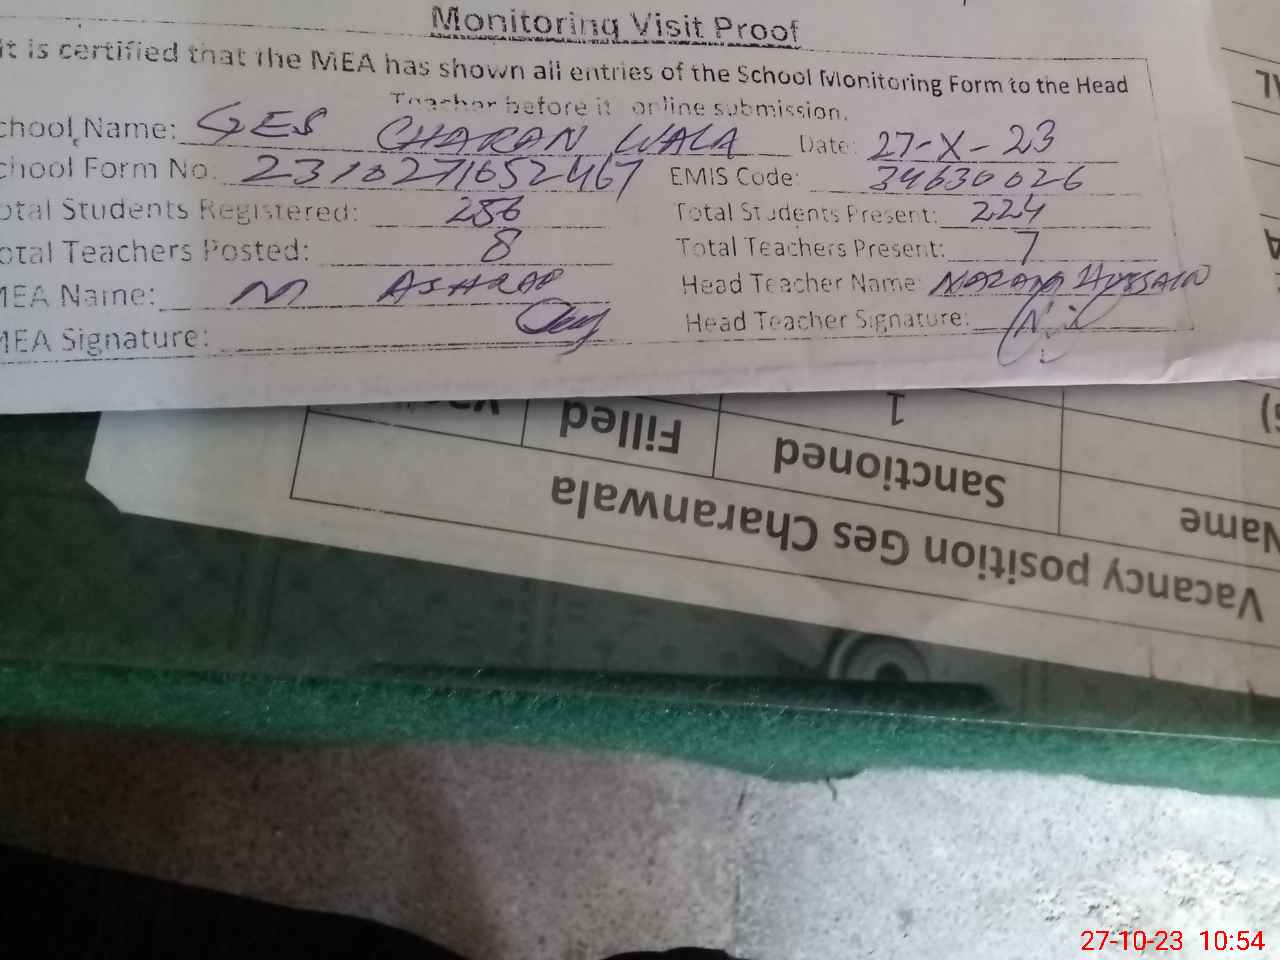 Monitoring Visit Proof
It is certified that the MEA has shown all entries of the School Monitoring Form to the Head
Teacher before it online submission.
chool Name: GES CHARAN WALA Date: 27-X-23
chool Form No: 2310271652467 EMIS Code: 34630026
otal Students Registered: 256 Total Students Present: 224
otal Teachers Posted: 8 Total Teachers Present: 7
MEA Name: M ASHRAF Head Teacher Name: HUSSAIN
MEA Signature: Head Teacher Signature:
Vacancy position Ges Charanwala
Name Sanctioned Filled
1
27-10-23 10:54